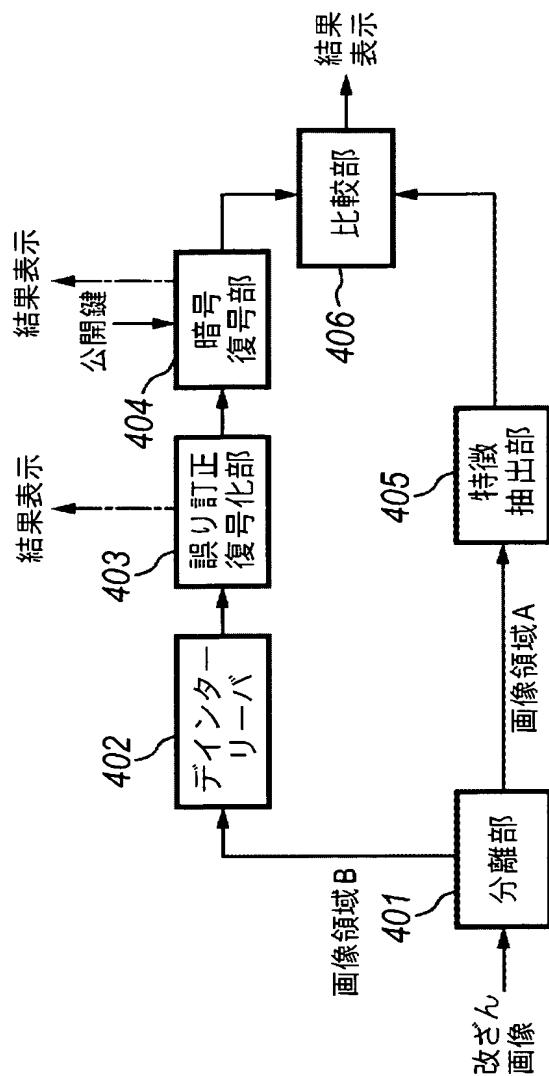 改ざん
画像
分離部
401
画像領域B
画像領域A
デインター
リーバ
402
誤り訂正
復号化部
403
結果表示
暗号
復号部
404
公開鍵
結果表示
特徴
抽出部
405
比較部
406
結果
表示